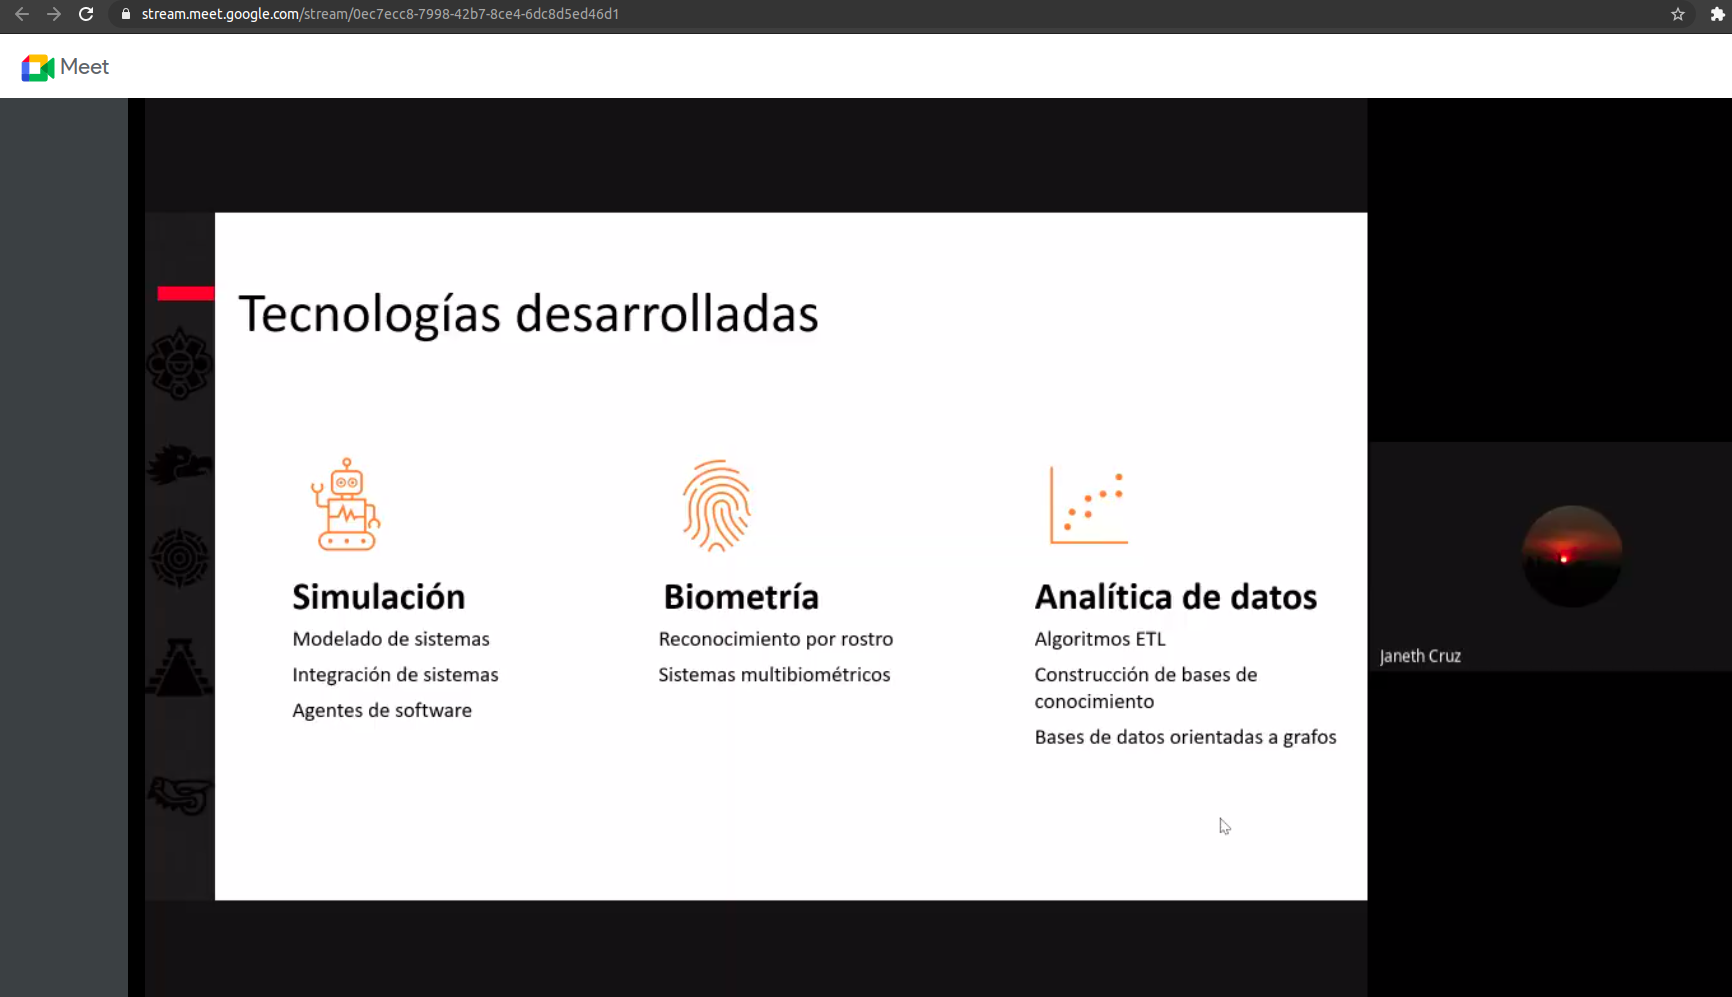 stream.meet.google.com/stream/0ec7ecc8-7998-42b7-8ce4-6dc8d5ed46d1
Meet
Tecnologías desarrolladas
Simulación
Modelado de sistemas
Integración de sistemas
Agentes de software
Biometría
Reconocimiento por rostro
Sistemas multibiométricos
Analítica de datos
Algoritmos ETL
Construcción de bases de
conocimiento
Bases de datos orientadas a grafos
Janeth Cruz